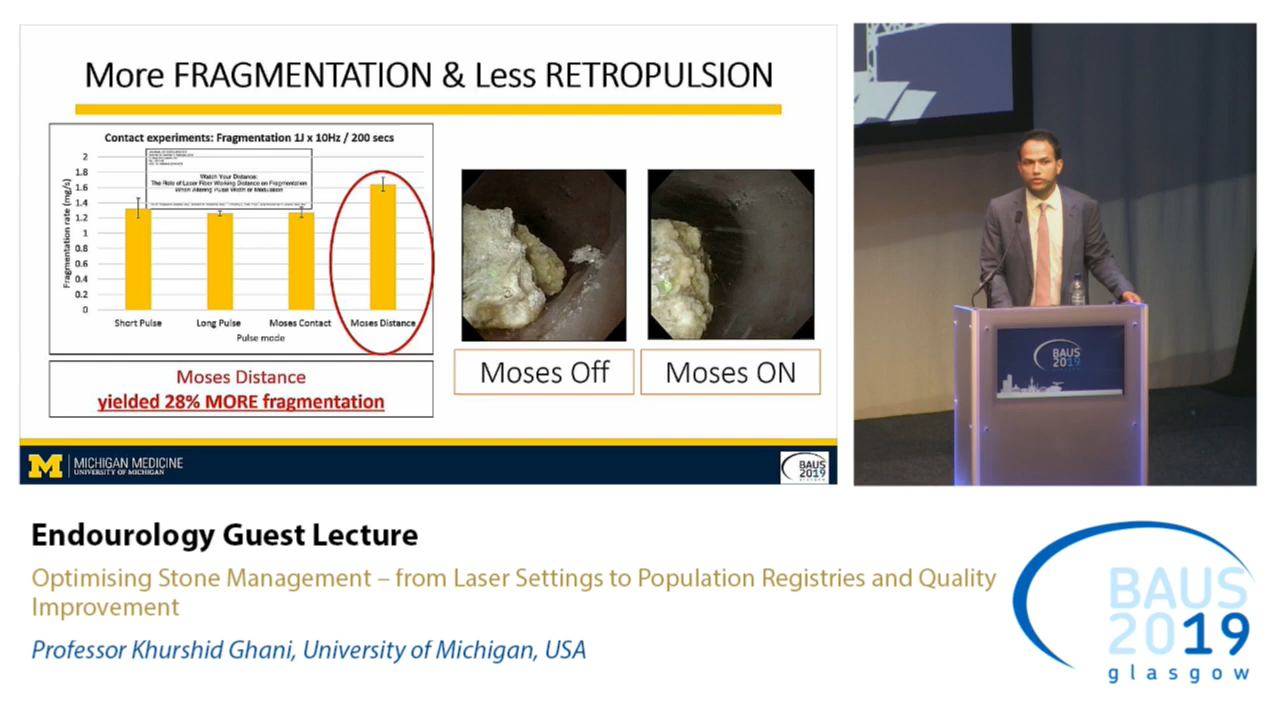 More FRAGMENTATION & Less RETROPULSION
Contact experiments: Fragmentation 1J x 10Hz / 200 secs
Watch Your Distance:
The Role of Laser Fiber Working Distance on Fragmentation
When Altering Pulse Width or Modulation
Fragmentation rate (mg/s)
2
1.8
1.6
1.4
1.2
1
0.8
0.6
0.4
0.2
0
Short Pulse Long Pulse Moses Contact Moses Distance
Pulse mode
Moses Distance
yielded 28% MORE fragmentation
Moses Off
Moses ON
M MICHIGAN MEDICINE
UNIVERSITY OF MICHIGAN
BAUS
2019
glasgow
BAUS
2019
Endourology Guest Lecture
Optimising Stone Management – from Laser Settings to Population Registries and Quality
Improvement
Professor Khurshid Ghani, University of Michigan, USA
BAUS
2019
glasgow